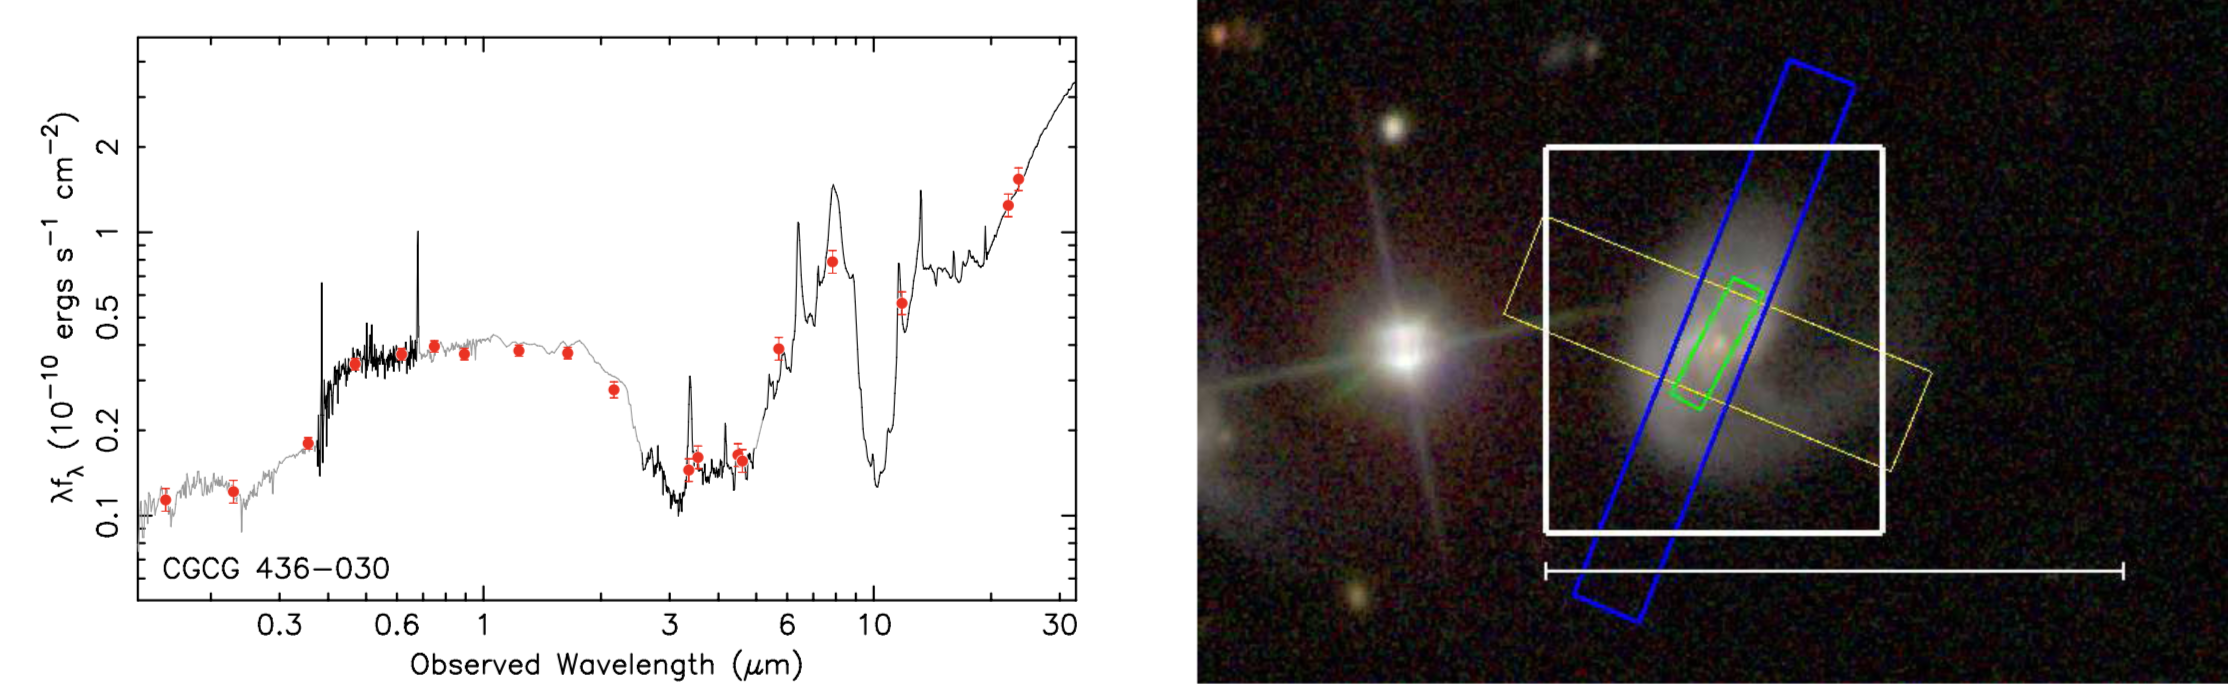 2
1
0.5
0.2
0.1
λf_λ (10⁻¹⁰ ergs s⁻¹ cm⁻²)
CGCG 436−030
0.3 0.6 1 3 6 10 30
Observed Wavelength (μm)